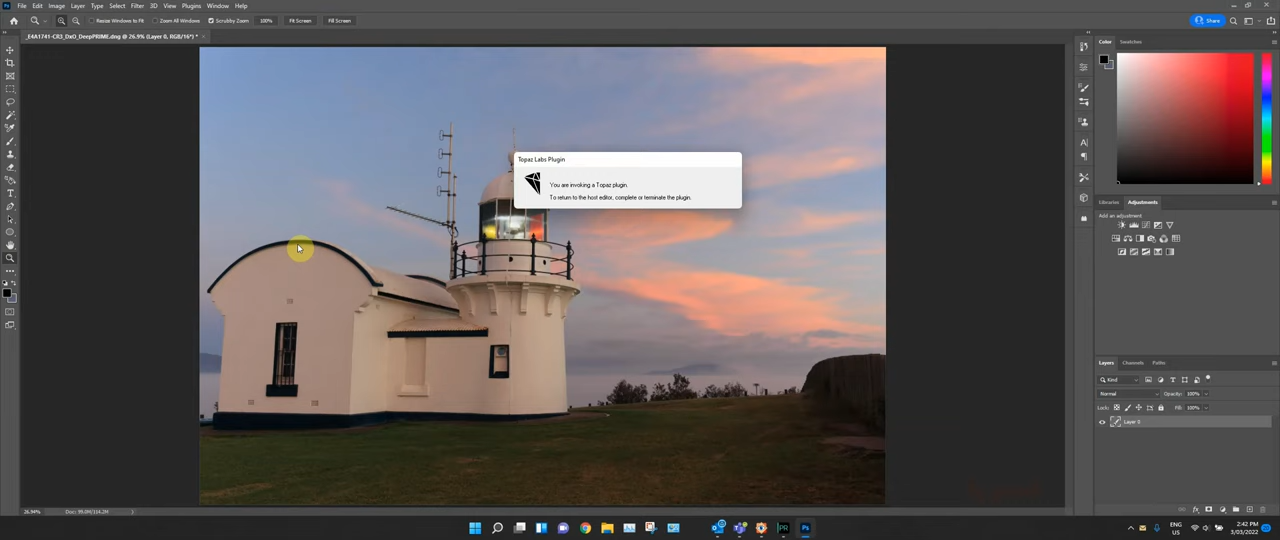 Ps File Edit Image Layer Type Select Filter 3D View Plugins Window Help
Resize Windows to Fit Zoom All Windows Scrubby Zoom 100% Fit Screen Fill Screen Share
_E4A1741-CR3_DxO_DeepPRIME.dng @ 26.9% (Layer 0, RGB/16*) * ×
Color Swatches
Topaz Labs Plugin
You are invoking a Topaz plugin.
To return to the host editor, complete or terminate the plugin.
Libraries Adjustments
Add an adjustment
Layers Channels Paths
Kind
Normal Opacity: 100%
Lock: Fill: 100%
Layer 0
26.94% Doc: 99.0M/114.2M
PR Ps
ENG
AUS
2:42 PM
3/03/2022